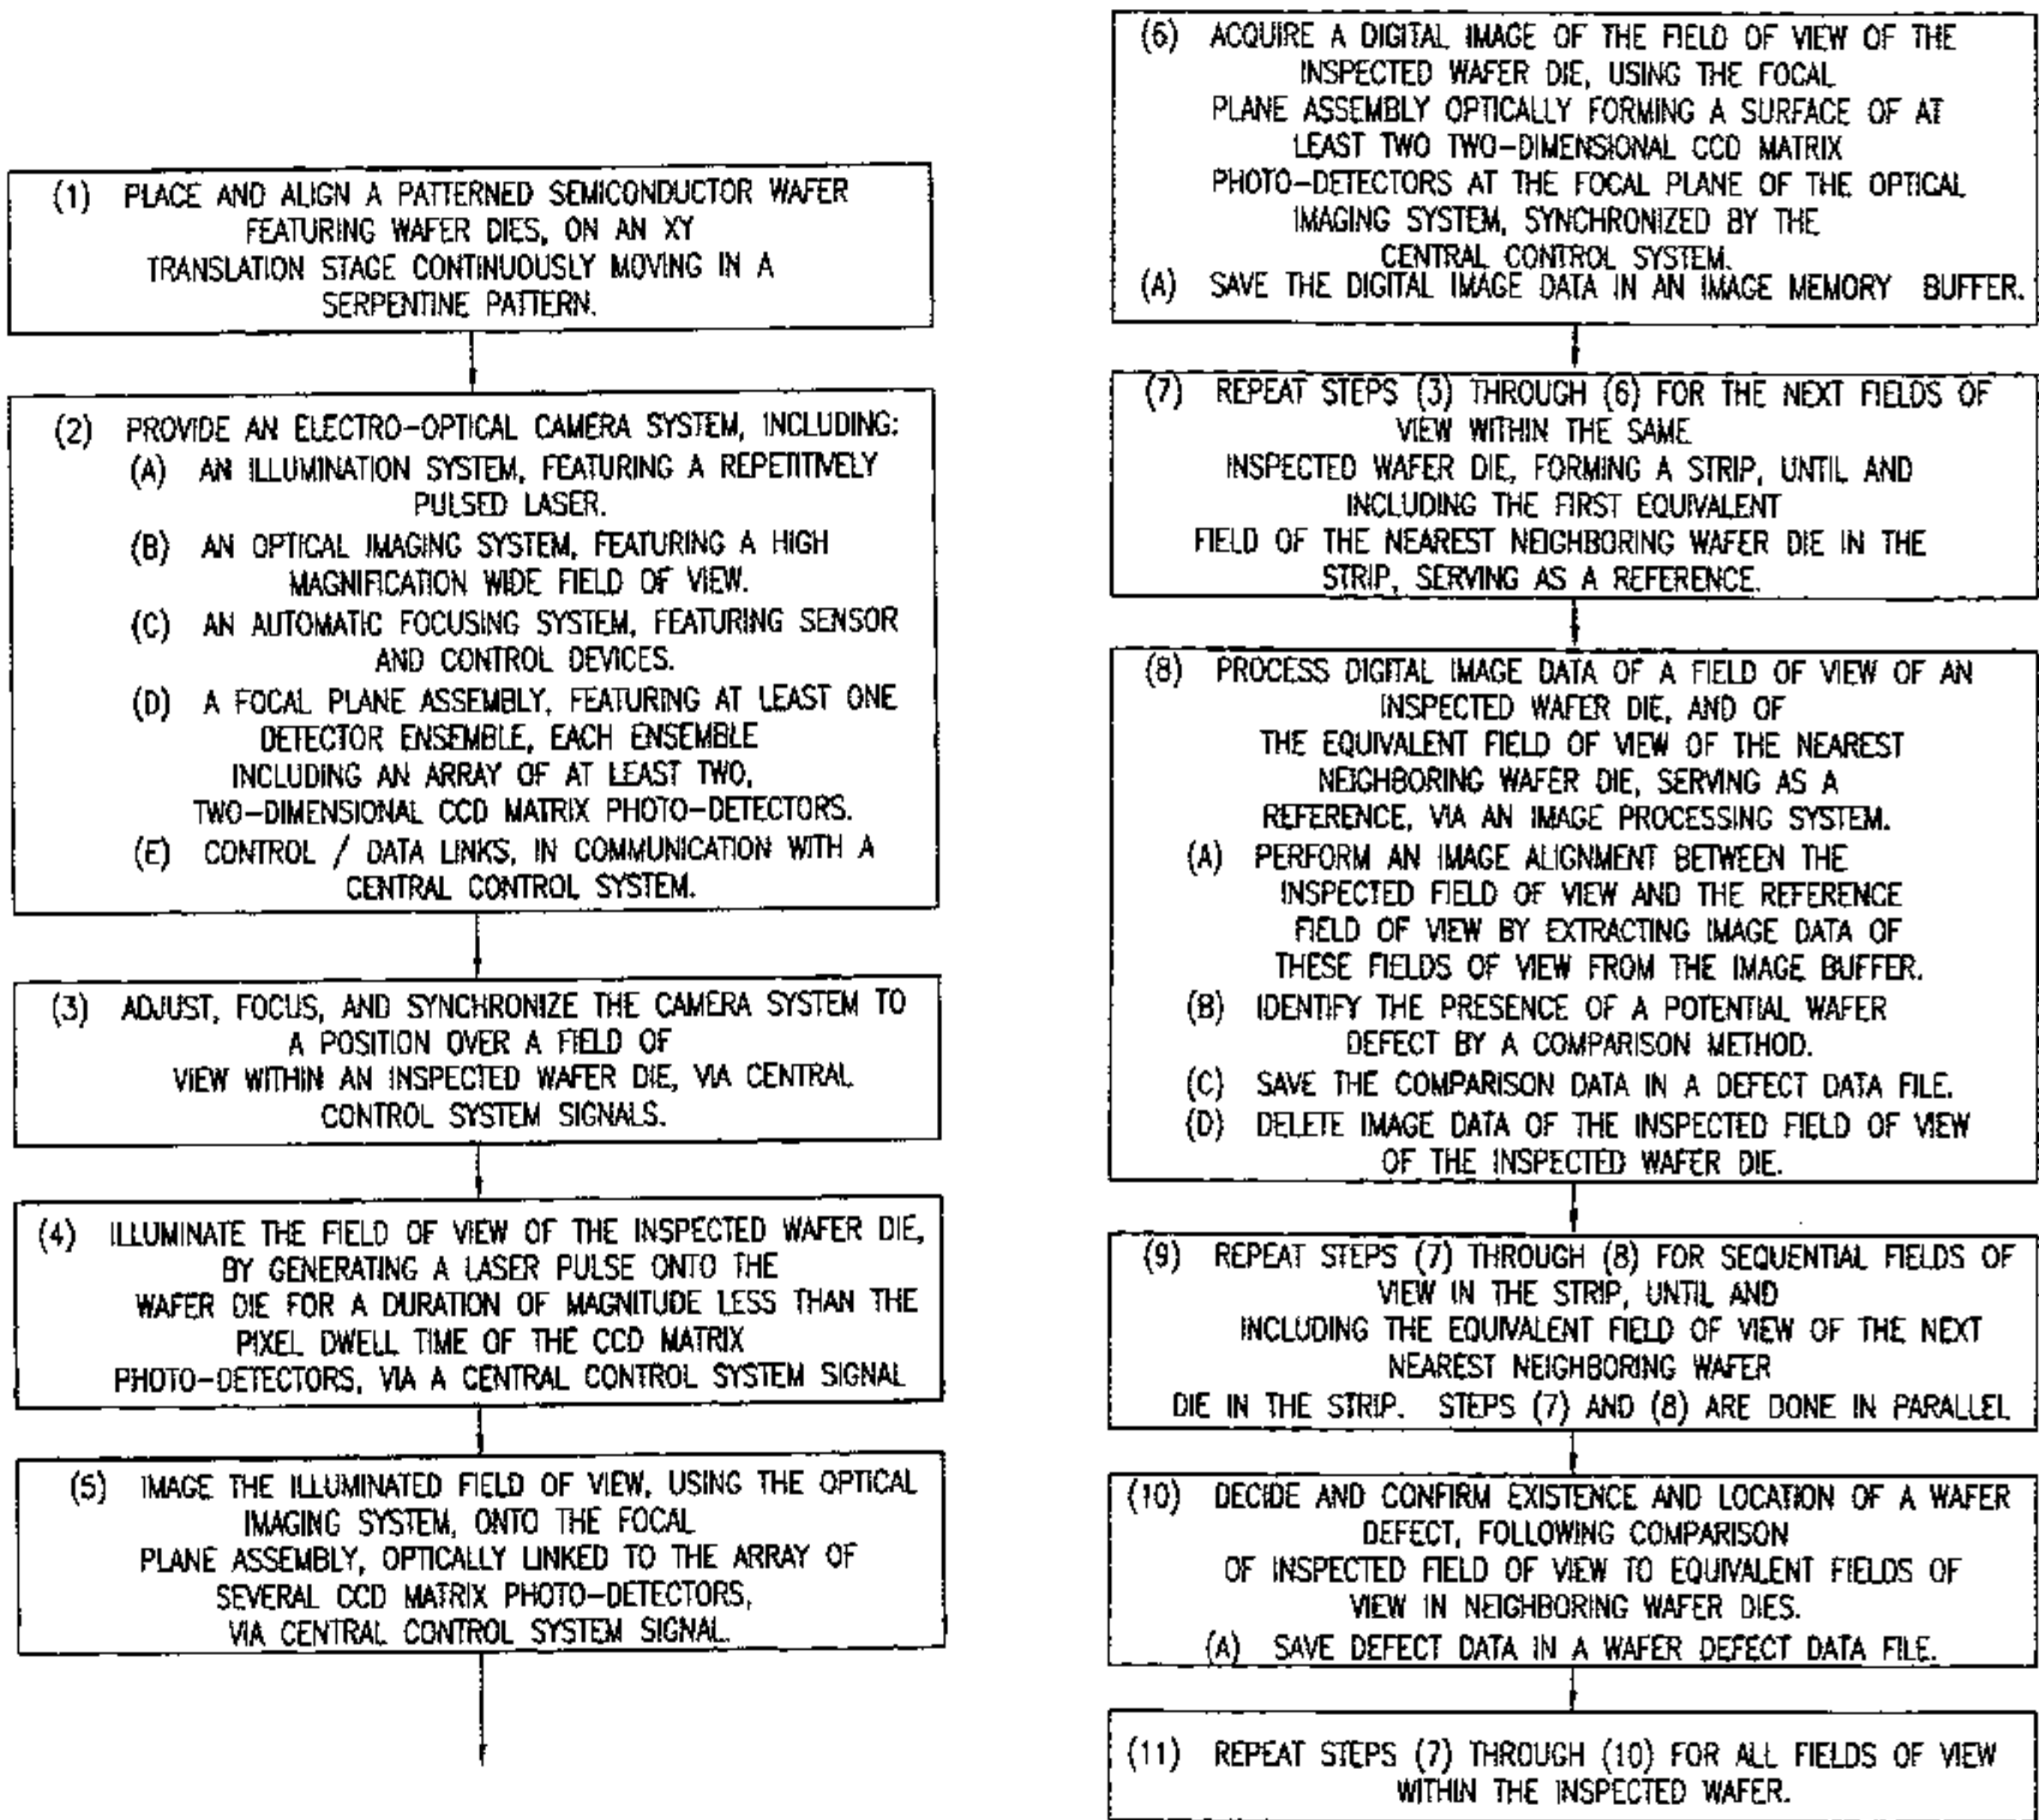 (1) PLACE AND ALIGN A PATTERNED SEMICONDUCTOR WAFER
FEATURING WAFER DIES, ON AN XY
TRANSLATION STAGE CONTINUOUSLY MOVING IN A
SERPENTINE PATTERN.
(2) PROVIDE AN ELECTRO-OPTICAL CAMERA SYSTEM, INCLUDING:
(A) AN ILLUMINATION SYSTEM, FEATURING A REPETITIVELY
PULSED LASER.
(B) AN OPTICAL IMAGING SYSTEM, FEATURING A HIGH
MAGNIFICATION WIDE FIELD OF VIEW.
(C) AN AUTOMATIC FOCUSING SYSTEM, FEATURING SENSOR
AND CONTROL DEVICES.
(D) A FOCAL PLANE ASSEMBLY, FEATURING AT LEAST ONE
DETECTOR ENSEMBLE, EACH ENSEMBLE
INCLUDING AN ARRAY OF AT LEAST TWO,
TWO-DIMENSIONAL CCD MATRIX PHOTO-DETECTORS.
(E) CONTROL / DATA LINKS, IN COMMUNICATION WITH A
CENTRAL CONTROL SYSTEM.
(3) ADJUST, FOCUS, AND SYNCHRONIZE THE CAMERA SYSTEM TO
A POSITION OVER A FIELD OF
VIEW WITHIN AN INSPECTED WAFER DIE, VIA CENTRAL
CONTROL SYSTEM SIGNALS.
(4) ILLUMINATE THE FIELD OF VIEW OF THE INSPECTED WAFER DIE,
BY GENERATING A LASER PULSE ONTO THE
WAFER DIE FOR A DURATION OF MAGNITUDE LESS THAN THE
PIXEL DWELL TIME OF THE CCD MATRIX
PHOTO-DETECTORS, VIA A CENTRAL CONTROL SYSTEM SIGNAL
(5) IMAGE THE ILLUMINATED FIELD OF VIEW, USING THE OPTICAL
IMAGING SYSTEM, ONTO THE FOCAL
PLANE ASSEMBLY, OPTICALLY LINKED TO THE ARRAY OF
SEVERAL CCD MATRIX PHOTO-DETECTORS,
VIA CENTRAL CONTROL SYSTEM SIGNAL.
(6) ACQUIRE A DIGITAL IMAGE OF THE FIELD OF VIEW OF THE
INSPECTED WAFER DIE, USING THE FOCAL
PLANE ASSEMBLY OPTICALLY FORMING A SURFACE OF AT
LEAST TWO TWO-DIMENSIONAL CCD MATRIX
PHOTO-DETECTORS AT THE FOCAL PLANE OF THE OPTICAL
IMAGING SYSTEM, SYNCHRONIZED BY THE
CENTRAL CONTROL SYSTEM.
(A) SAVE THE DIGITAL IMAGE DATA IN AN IMAGE MEMORY BUFFER.
(7) REPEAT STEPS (3) THROUGH (6) FOR THE NEXT FIELDS OF
VIEW WITHIN THE SAME
INSPECTED WAFER DIE, FORMING A STRIP, UNTIL AND
INCLUDING THE FIRST EQUIVALENT
FIELD OF THE NEAREST NEIGHBORING WAFER DIE IN THE
STRIP, SERVING AS A REFERENCE.
(8) PROCESS DIGITAL IMAGE DATA OF A FIELD OF VIEW OF AN
INSPECTED WAFER DIE, AND OF
THE EQUIVALENT FIELD OF VIEW OF THE NEAREST
NEIGHBORING WAFER DIE, SERVING AS A
REFERENCE, VIA AN IMAGE PROCESSING SYSTEM.
(A) PERFORM AN IMAGE ALIGNMENT BETWEEN THE
INSPECTED FIELD OF VIEW AND THE REFERENCE
FIELD OF VIEW BY EXTRACTING IMAGE DATA OF
THESE FIELDS OF VIEW FROM THE IMAGE BUFFER.
(B) IDENTIFY THE PRESENCE OF A POTENTIAL WAFER
DEFECT BY A COMPARISON METHOD.
(C) SAVE THE COMPARISON DATA IN A DEFECT DATA FILE.
(D) DELETE IMAGE DATA OF THE INSPECTED FIELD OF VIEW
OF THE INSPECTED WAFER DIE.
(9) REPEAT STEPS (7) THROUGH (8) FOR SEQUENTIAL FIELDS OF
VIEW IN THE STRIP, UNTIL AND
INCLUDING THE EQUIVALENT FIELD OF VIEW OF THE NEXT
NEAREST NEIGHBORING WAFER
DIE IN THE STRIP. STEPS (7) AND (8) ARE DONE IN PARALLEL
(10) DECIDE AND CONFIRM EXISTENCE AND LOCATION OF A WAFER
DEFECT, FOLLOWING COMPARISON
OF INSPECTED FIELD OF VIEW TO EQUIVALENT FIELDS OF
VIEW IN NEIGHBORING WAFER DIES.
(A) SAVE DEFECT DATA IN A WAFER DEFECT DATA FILE.
(11) REPEAT STEPS (7) THROUGH (10) FOR ALL FIELDS OF VIEW
WITHIN THE INSPECTED WAFER.